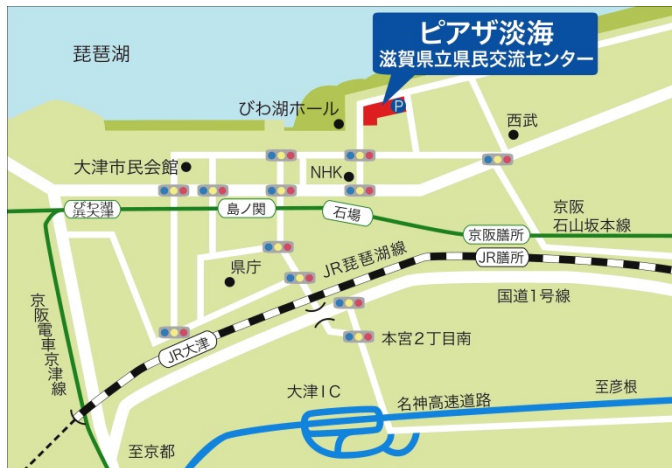 琵琶湖
ピアザ淡海
滋賀県立県民交流センター
P
びわ湖ホール
西武
大津市民会館
NHK
びわ湖
浜大津
島ノ関
石場
京阪膳所
京阪
石山坂本線
JR琵琶湖線
JR膳所
県庁
国道1号線
京阪電車京津線
JR大津
本宮2丁目南
大津IC
名神高速道路
至彦根
至京都